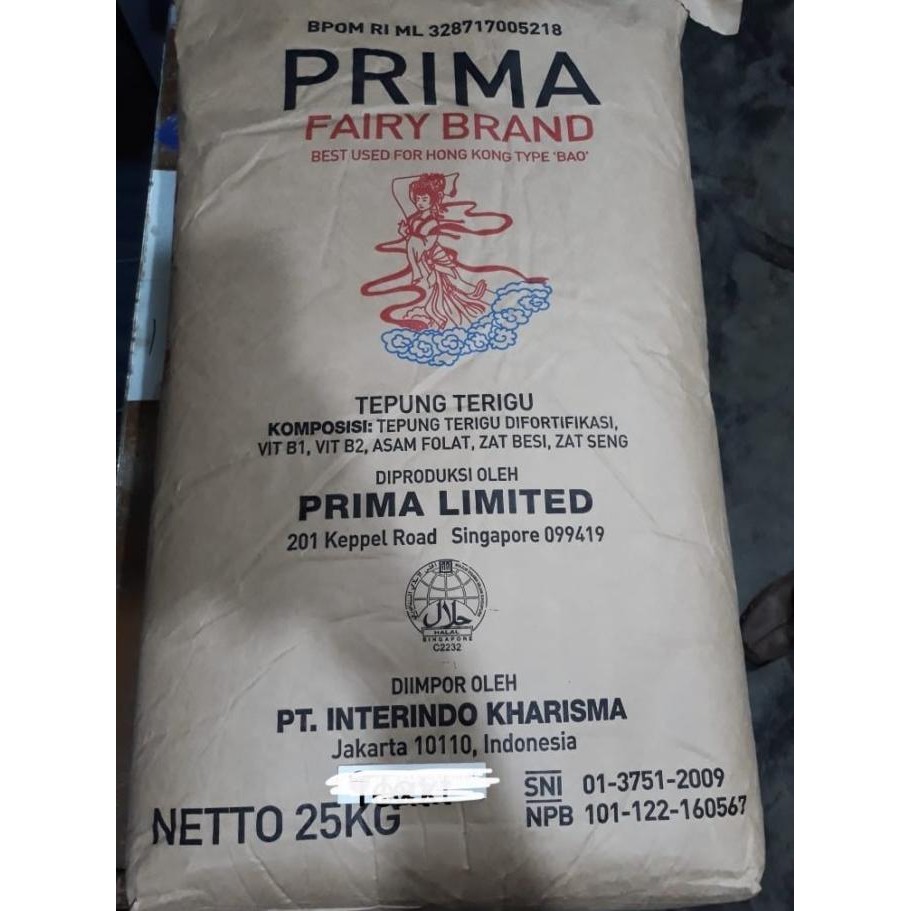 BPOM RI ML 328717005218
PRIMA
FAIRY BRAND
BEST USED FOR HONG KONG TYPE 'BAO'
TEPUNG TERIGU
KOMPOSISI: TEPUNG TERIGU DIFORTIFIKASI,
VIT B1, VIT B2, ASAM FOLAT, ZAT BESI, ZAT SENG
DIPRODUKSI OLEH
PRIMA LIMITED
201 Keppel Road Singapore 099419
حلال
HALAL
SINGAPORE
C2232
DIIMPOR OLEH
PT. INTERINDO KHARISMA
Jakarta 10110, Indonesia
SNI 01-3751-2009
NPB 101-122-160567
NETTO 25KG